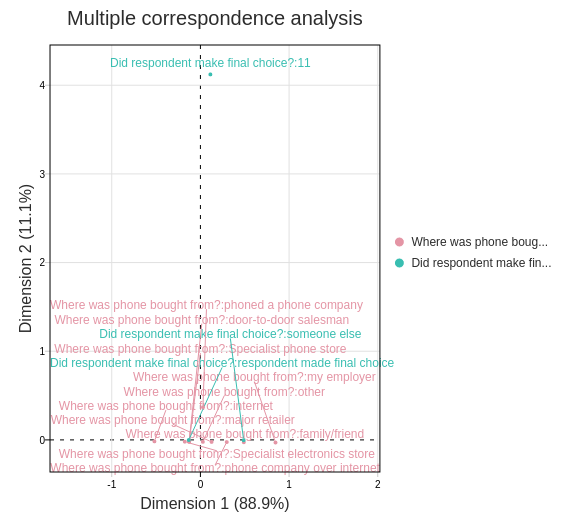 Multiple correspondence analysis
Did respondent make final choice?:11
4
3
2
1
0
Where was phone bought from?:phoned a phone company
Where was phone bought from?:door-to-door salesman
Did respondent make final choice?:someone else
Where was phone bought from?:Specialist phone store
Did respondent make final choice?:respondent made final choice
Where was phone bought from?:my employer
Where was phone bought from?:other
Where was phone bought from?:internet
Where was phone bought from?:major retailer
Where was phone bought from?:family/friend
Where was phone bought from?:Specialist electronics store
Where was phone bought from?:phone company over internet
-1
0
1
2
Dimension 1 (88.9%)
Dimension 2 (11.1%)
Where was phone boug...
Did respondent make fin...